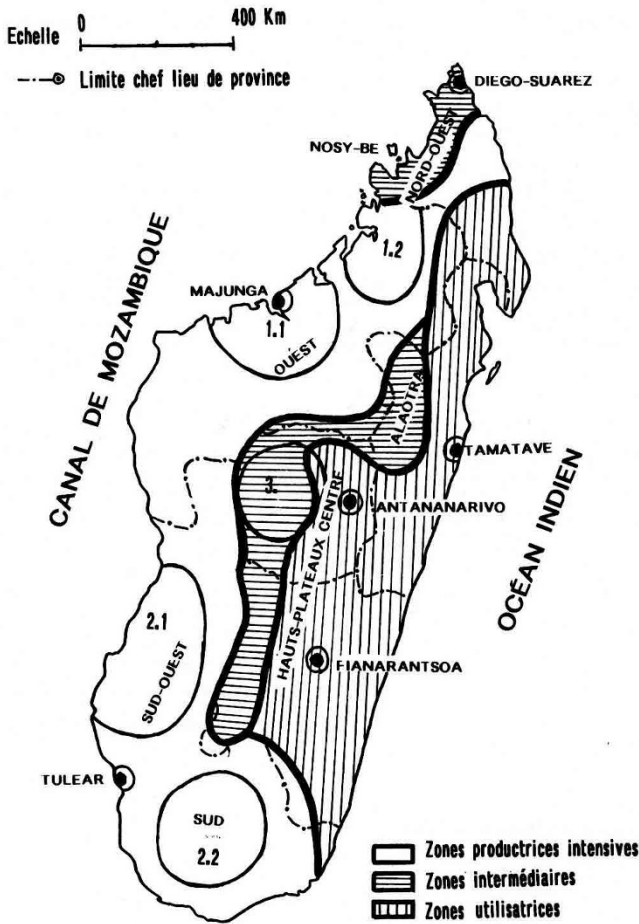 Echelle 0 400 Km
Limite chef lieu de province
DIEGO-SUAREZ
NOSY-BE
NORD-OUEST
1.2
MAJUNGA
1.1
OUEST
CANAL DE MOZAMBIQUE
ALAOTRA
TAMATAVE
3.
ANTANANARIVO
HAUTS-PLATEAUX CENTRE
OCÉAN INDIEN
2.1
SUD-OUEST
FIANARANTSOA
TULEAR
SUD
2.2
Zones productrices intensives
Zones intermédiaires
Zones utilisatrices